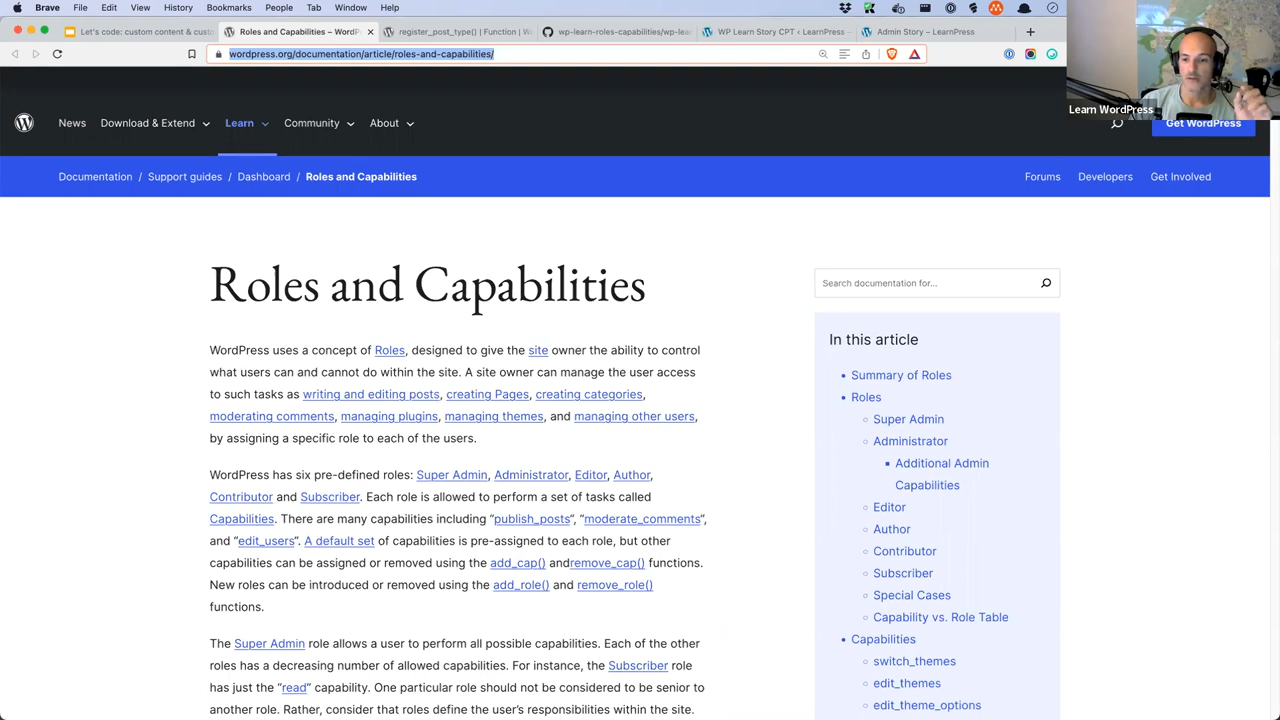 Brave File Edit View History Bookmarks People Tab Window Help
Let's code: custom content & cust
Roles and Capabilities – WordPr
register_post_type() | Function | W
wp-learn-roles-capabilities/wp-lea
WP Learn Story CPT ‹ LearnPress
Admin Story – LearnPress
wordpress.org/documentation/article/roles-and-capabilities/
Learn WordPress
News Download & Extend Learn Community About Get WordPress
Documentation / Support guides / Dashboard / Roles and Capabilities Forums Developers Get Involved
Roles and Capabilities
WordPress uses a concept of Roles, designed to give the site owner the ability to control
what users can and cannot do within the site. A site owner can manage the user access
to such tasks as writing and editing posts, creating Pages, creating categories,
moderating comments, managing plugins, managing themes, and managing other users,
by assigning a specific role to each of the users.
WordPress has six pre-defined roles: Super Admin, Administrator, Editor, Author,
Contributor and Subscriber. Each role is allowed to perform a set of tasks called
Capabilities. There are many capabilities including “publish_posts“, “moderate_comments“,
and “edit_users“. A default set of capabilities is pre-assigned to each role, but other
capabilities can be assigned or removed using the add_cap() andremove_cap() functions.
New roles can be introduced or removed using the add_role() and remove_role()
functions.
The Super Admin role allows a user to perform all possible capabilities. Each of the other
roles has a decreasing number of allowed capabilities. For instance, the Subscriber role
has just the “read” capability. One particular role should not be considered to be senior to
another role. Rather, consider that roles define the user’s responsibilities within the site.
Search documentation for...
In this article
Summary of Roles
Roles
Super Admin
Administrator
Additional Admin
Capabilities
Editor
Author
Contributor
Subscriber
Special Cases
Capability vs. Role Table
Capabilities
switch_themes
edit_themes
edit_theme_options